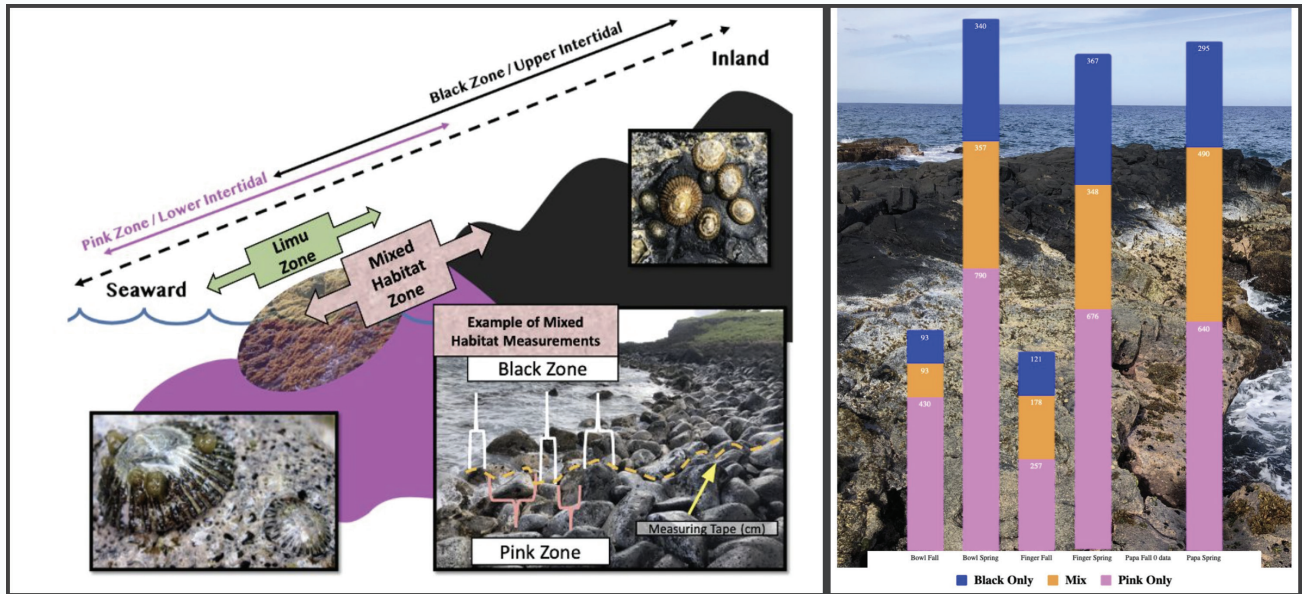 Black Zone / Upper Intertidal
Inland
Pink Zone / Lower Intertidal
Limu
Zone
Mixed
Habitat
Zone
Seaward
Example of Mixed
Habitat Measurements
Black Zone
Measuring Tape (cm)
Pink Zone
340
357
790
367
348
676
295
490
640
93
93
430
121
178
257
Bowl Fall
Bowl Spring
Finger Fall
Finger Spring
Papa Fall 0 data
Papa Spring
Black Only
Mix
Pink Only